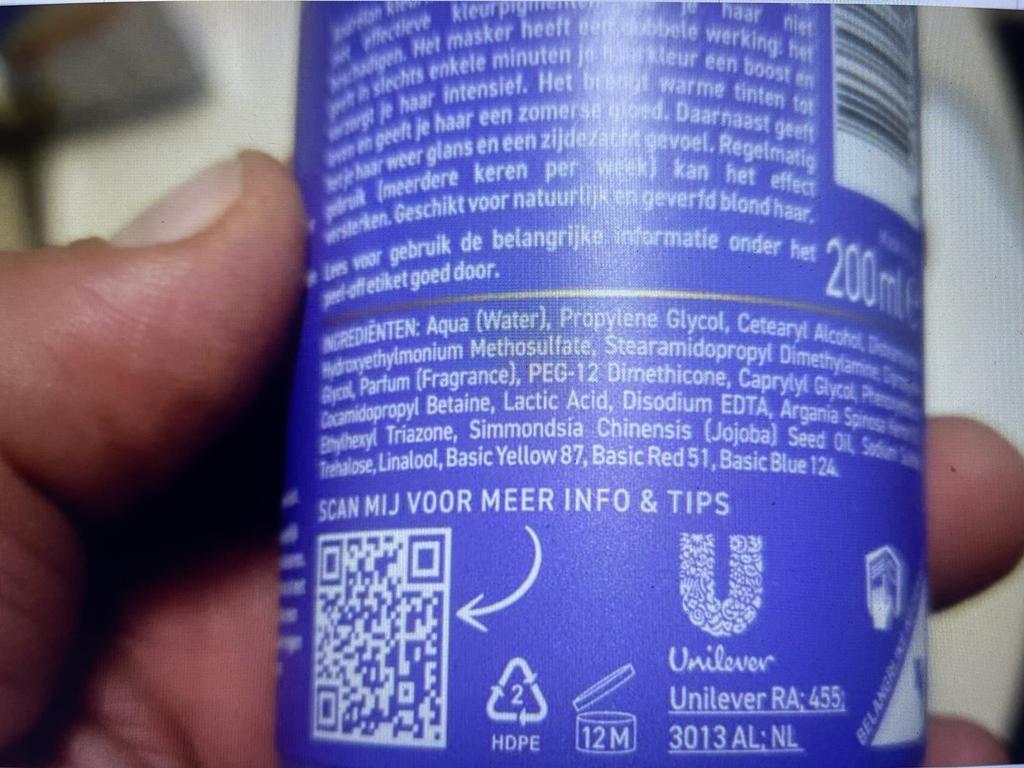 effectieve kleurpigmenten je haar niet
Het masker heeft een dubbele werking: het
in slechts enkele minuten je haarkleur een boost en
verzorgt je haar intensief. Het brengt warme tinten tot
leven en geeft je haar een zomerse gloed. Daarnaast geeft
het je haar weer glans en een zijdezacht gevoel. Regelmatig
gebruik (meerdere keren per week) kan het effect
versterken. Geschikt voor natuurlijk en geverfd blond haar.
Lees voor gebruik de belangrijke informatie onder het
peel-off etiket goed door.
200 ml e
INGREDIËNTEN: Aqua (Water), Propylene Glycol, Cetearyl Alcohol,
Hydroxyethylmonium Methosulfate, Stearamidopropyl Dimethylamine,
Glycol, Parfum (Fragrance), PEG-12 Dimethicone, Caprylyl Glycol,
Cocamidopropyl Betaine, Lactic Acid, Disodium EDTA, Argania Spinosa
Ethylhexyl Triazone, Simmondsia Chinensis (Jojoba) Seed Oil, Sodium
Trehalose, Linalool, Basic Yellow 87, Basic Red 51, Basic Blue 124.
SCAN MIJ VOOR MEER INFO & TIPS
U
Unilever
Unilever RA; 455;
3013 AL; NL
2
HDPE
12 M